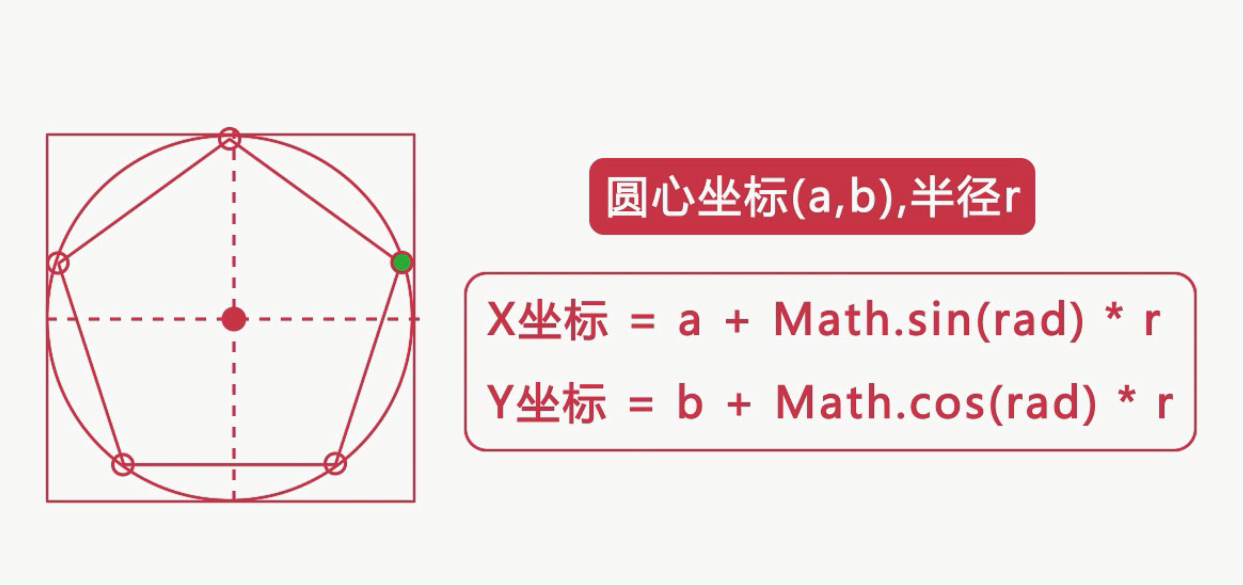 圆心坐标(a,b),半径r
X坐标 = a + Math.sin(rad) * r
Y坐标 = b + Math.cos(rad) * r